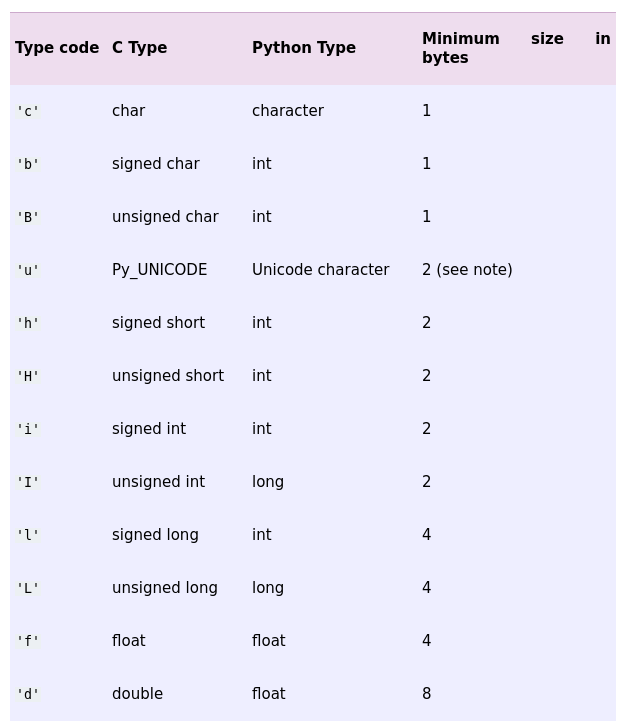 Type code C Type Python Type Minimum size in bytes
'c' char character 1
'b' signed char int 1
'B' unsigned char int 1
'u' Py_UNICODE Unicode character 2 (see note)
'h' signed short int 2
'H' unsigned short int 2
'i' signed int int 2
'I' unsigned int long 2
'l' signed long int 4
'L' unsigned long long 4
'f' float float 4
'd' double float 8